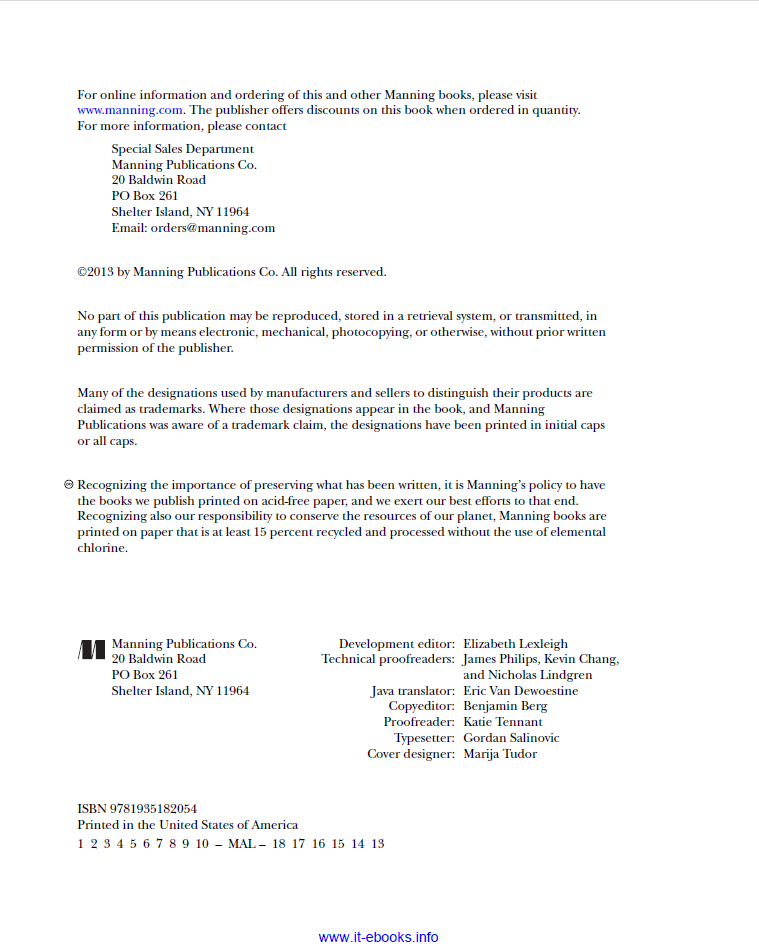 For online information and ordering of this and other Manning books, please visit
www.manning.com. The publisher offers discounts on this book when ordered in quantity.
For more information, please contact
Special Sales Department
Manning Publications Co.
20 Baldwin Road
PO Box 261
Shelter Island, NY 11964
Email: orders@manning.com
©2013 by Manning Publications Co. All rights reserved.
No part of this publication may be reproduced, stored in a retrieval system, or transmitted, in
any form or by means electronic, mechanical, photocopying, or otherwise, without prior written
permission of the publisher.
Many of the designations used by manufacturers and sellers to distinguish their products are
claimed as trademarks. Where those designations appear in the book, and Manning
Publications was aware of a trademark claim, the designations have been printed in initial caps
or all caps.
Recognizing the importance of preserving what has been written, it is Manning’s policy to have
the books we publish printed on acid-free paper, and we exert our best efforts to that end.
Recognizing also our responsibility to conserve the resources of our planet, Manning books are
printed on paper that is at least 15 percent recycled and processed without the use of elemental
chlorine.
Manning Publications Co.
20 Baldwin Road
PO Box 261
Shelter Island, NY 11964
Development editor: Elizabeth Lexleigh
Technical proofreaders: James Philips, Kevin Chang,
and Nicholas Lindgren
Java translator: Eric Van Dewoestine
Copyeditor: Benjamin Berg
Proofreader: Katie Tennant
Typesetter: Gordan Salinovic
Cover designer: Marija Tudor
ISBN 9781935182054
Printed in the United States of America
1 2 3 4 5 6 7 8 9 10 – MAL – 18 17 16 15 14 13
www.it-ebooks.info